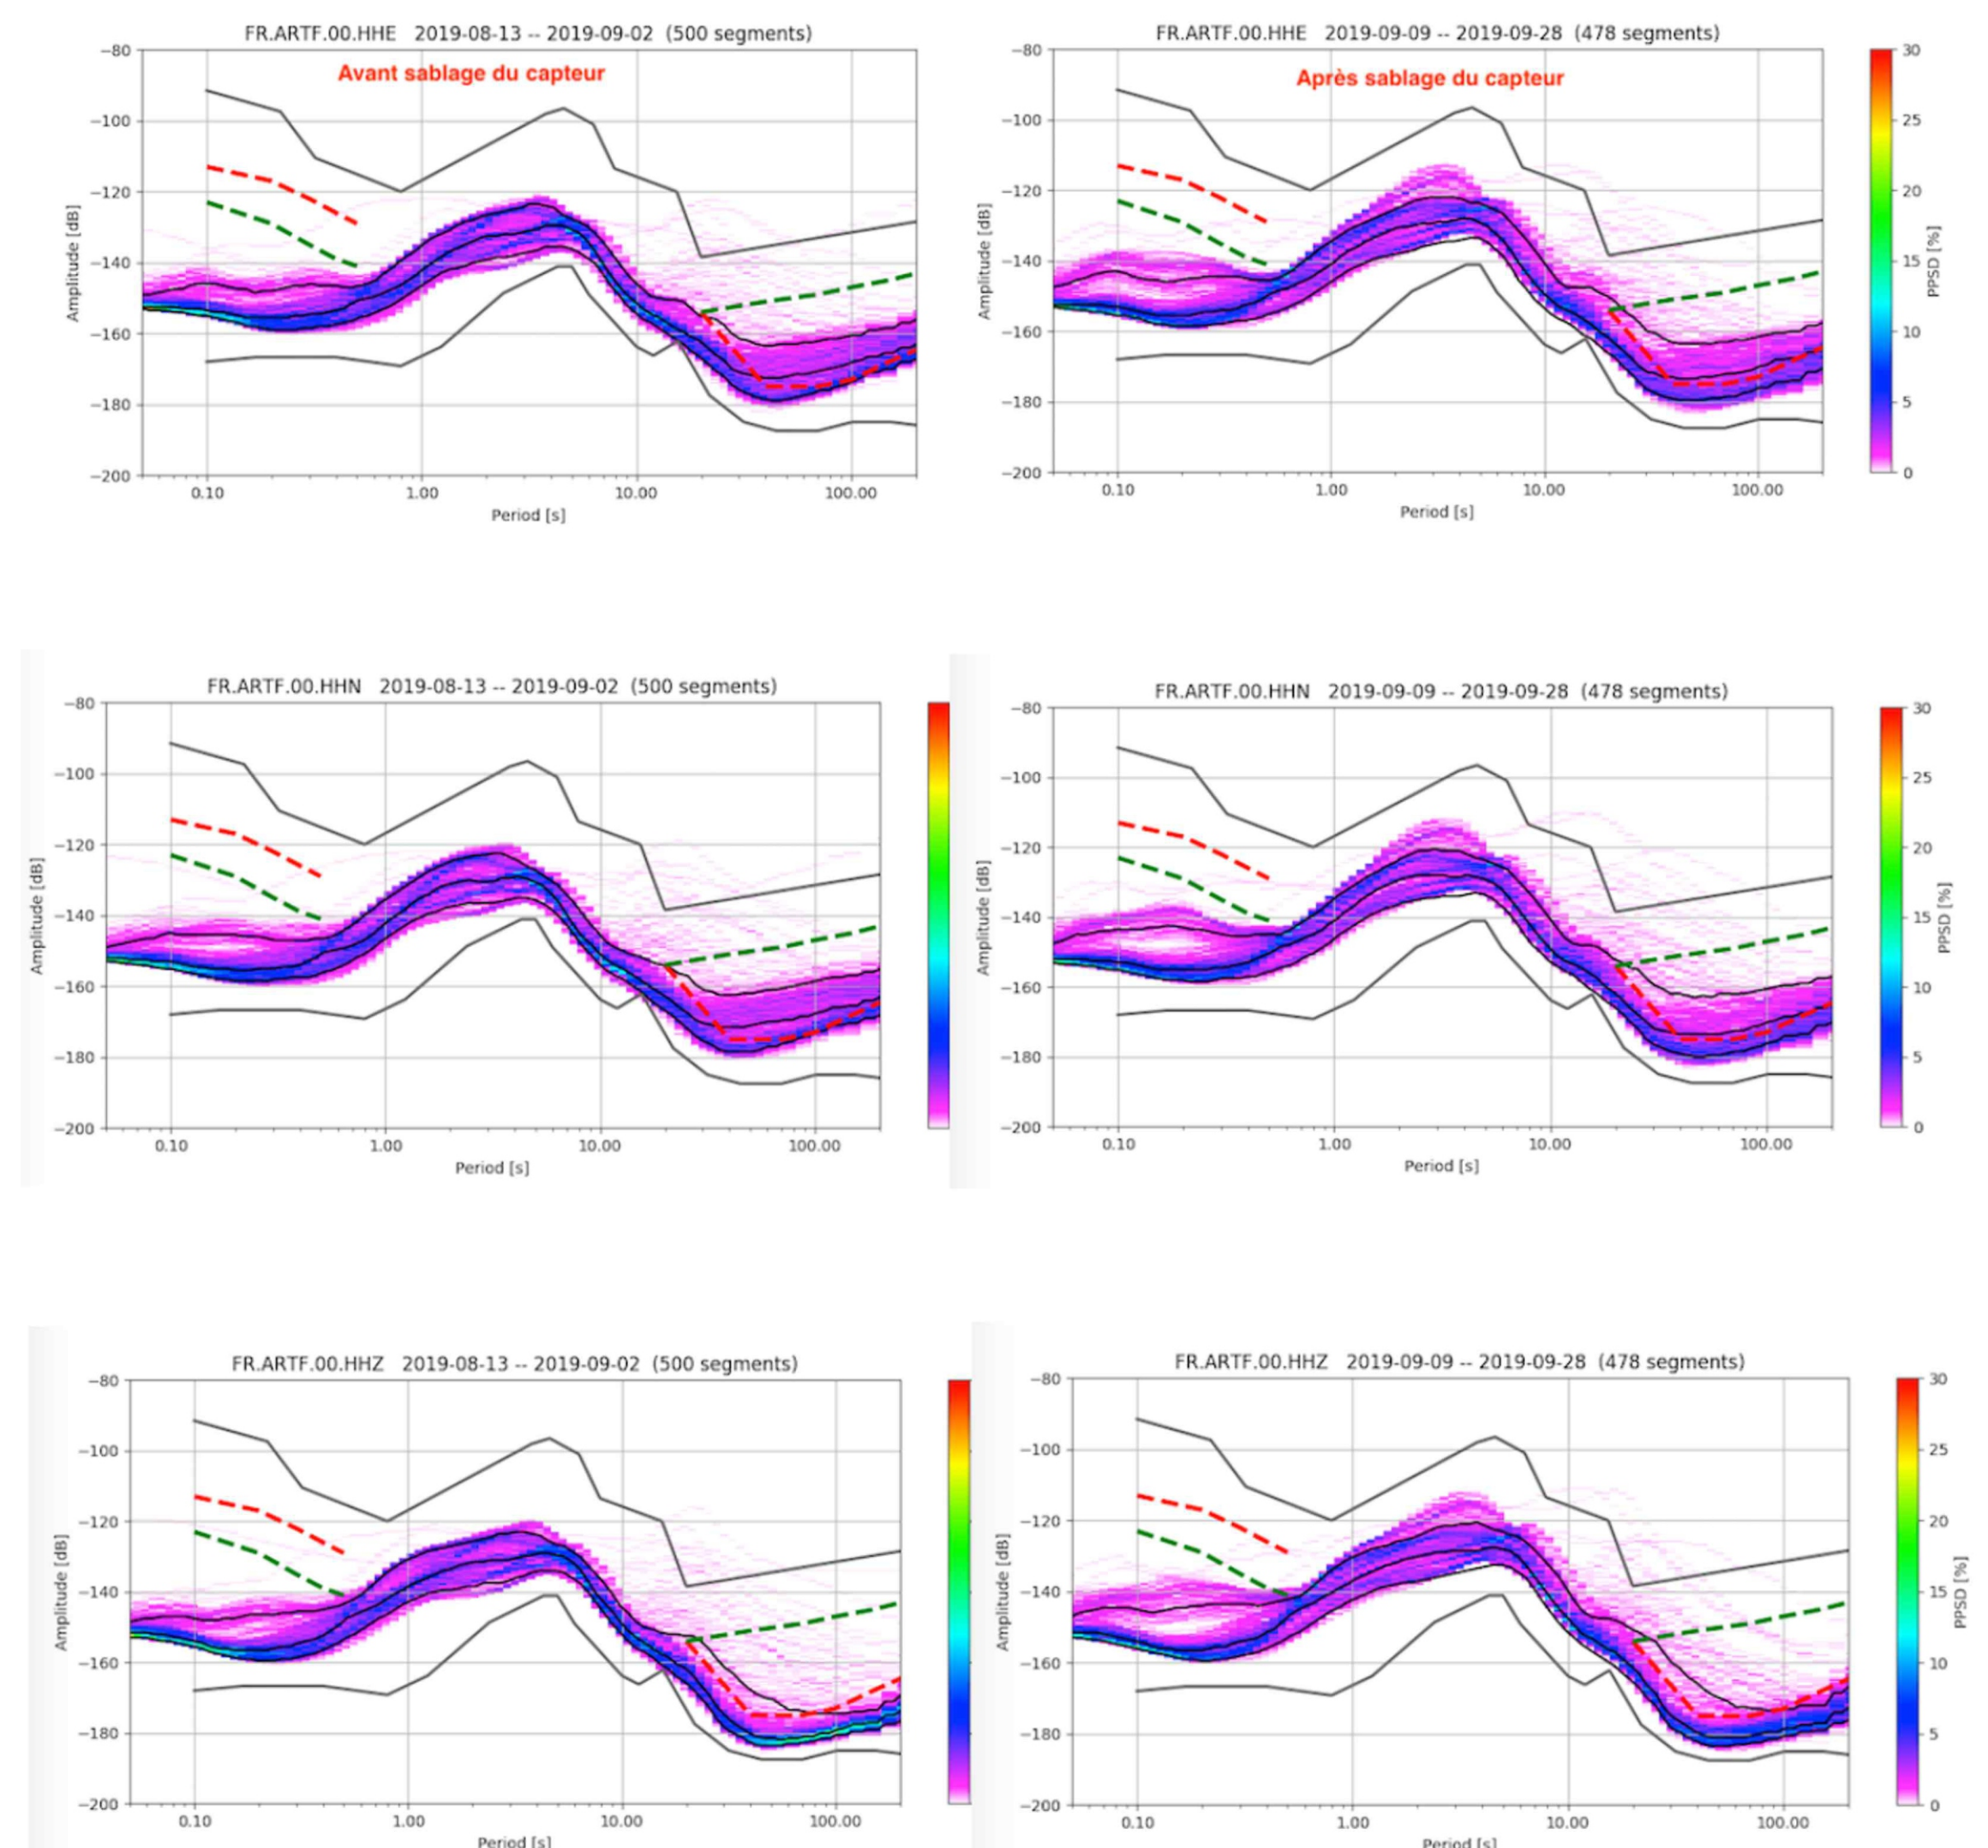 FR.ARTF.00.HHE 2019-08-13 -- 2019-09-02 (500 segments)
Avant sablage du capteur
−80
−100
−120
−140
−160
−180
−200
Amplitude [dB]
0.10 1.00 10.00 100.00
Period [s]
FR.ARTF.00.HHE 2019-09-09 -- 2019-09-28 (478 segments)
Après sablage du capteur
−80
−100
−120
−140
−160
−180
−200
Amplitude [dB]
0.10 1.00 10.00 100.00
Period [s]
30
25
20
15
10
5
0
PPSD [%]
FR.ARTF.00.HHN 2019-08-13 -- 2019-09-02 (500 segments)
−80
−100
−120
−140
−160
−180
−200
Amplitude [dB]
0.10 1.00 10.00 100.00
Period [s]
FR.ARTF.00.HHN 2019-09-09 -- 2019-09-28 (478 segments)
−80
−100
−120
−140
−160
−180
−200
Amplitude [dB]
0.10 1.00 10.00 100.00
Period [s]
30
25
20
15
10
5
0
PPSD [%]
FR.ARTF.00.HHZ 2019-08-13 -- 2019-09-02 (500 segments)
−80
−100
−120
−140
−160
−180
−200
Amplitude [dB]
0.10 1.00 10.00 100.00
Period [s]
FR.ARTF.00.HHZ 2019-09-09 -- 2019-09-28 (478 segments)
−80
−100
−120
−140
−160
−180
−200
Amplitude [dB]
0.10 1.00 10.00 100.00
Period [s]
30
25
20
15
10
5
0
PPSD [%]